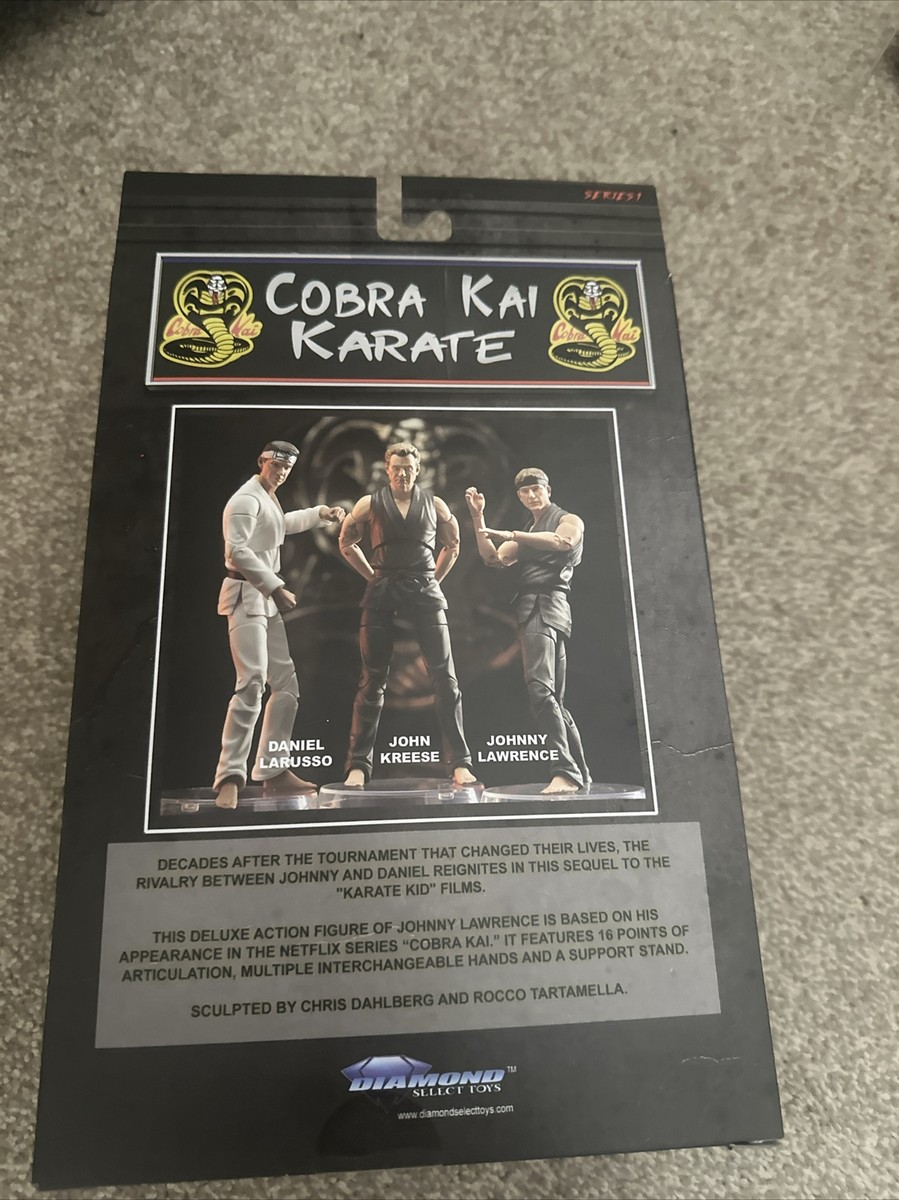 SERIES 1
COBRA KAI
KARATE
Cobra Kai
Cobra Kai
DANIEL
LARUSSO
JOHN
KREESE
JOHNNY
LAWRENCE
DECADES AFTER THE TOURNAMENT THAT CHANGED THEIR LIVES, THE
RIVALRY BETWEEN JOHNNY AND DANIEL REIGNITES IN THIS SEQUEL TO THE
"KARATE KID" FILMS.
THIS DELUXE ACTION FIGURE OF JOHNNY LAWRENCE IS BASED ON HIS
APPEARANCE IN THE NETFLIX SERIES "COBRA KAI." IT FEATURES 16 POINTS OF
ARTICULATION, MULTIPLE INTERCHANGEABLE HANDS AND A SUPPORT STAND.
SCULPTED BY CHRIS DAHLBERG AND ROCCO TARTAMELLA.
DIAMOND™
SELECT TOYS
www.diamondselecttoys.com